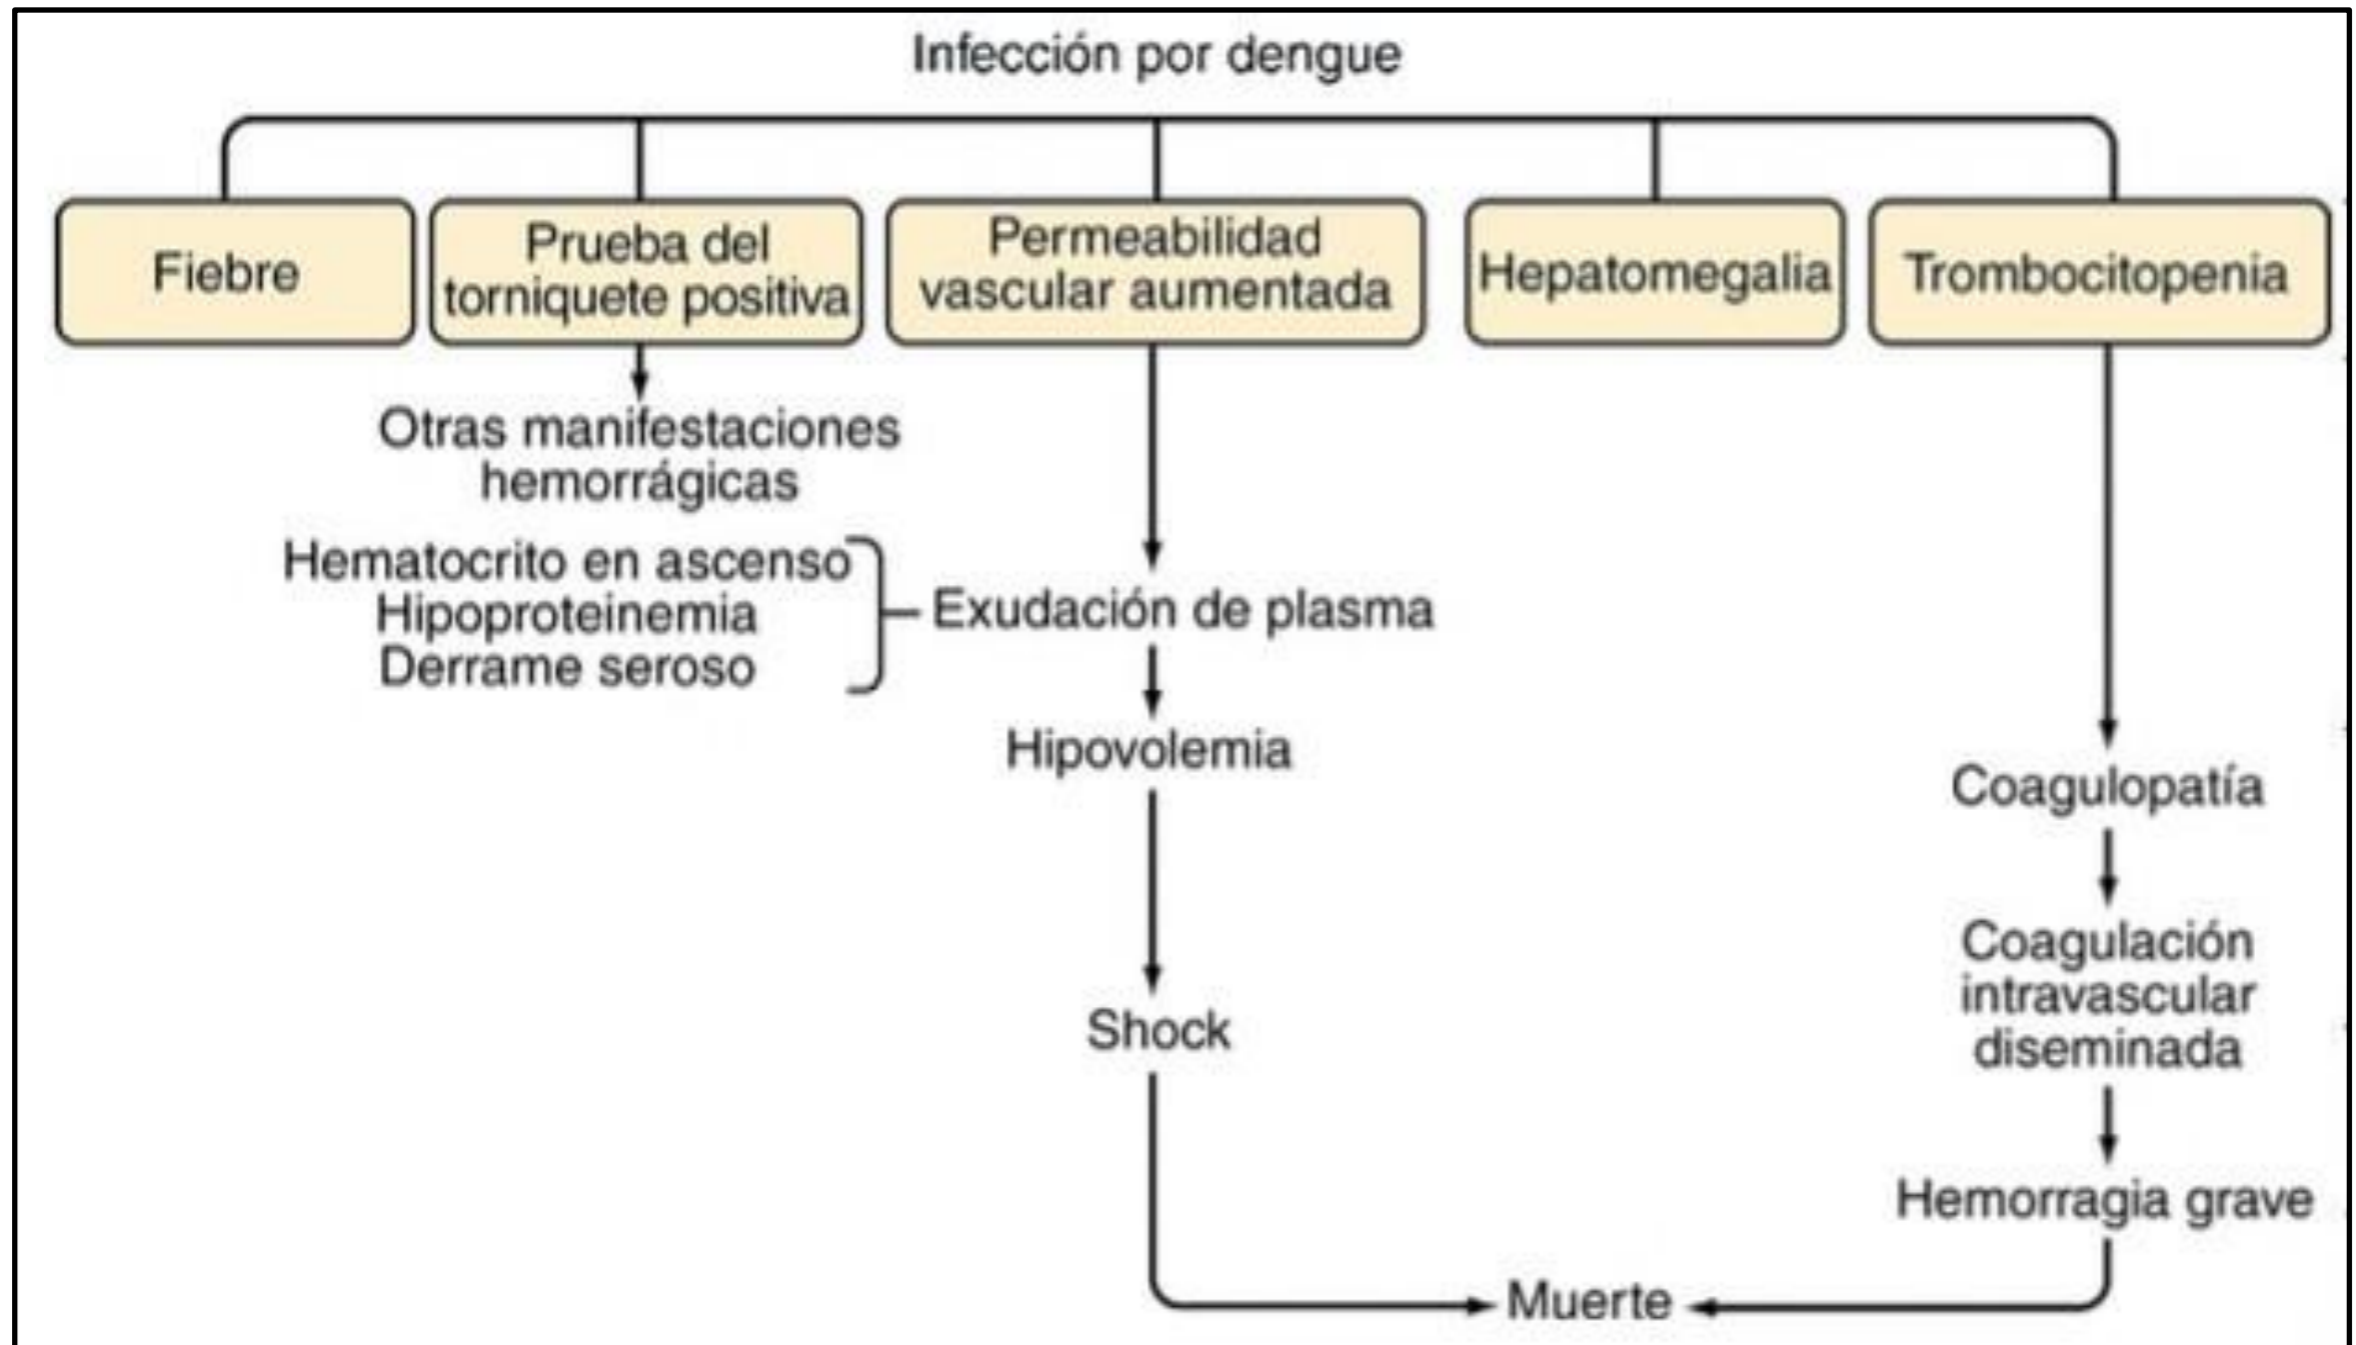 Infección por dengue
Fiebre
Prueba del
torniquete positiva
Permeabilidad
vascular aumentada
Hepatomegalia
Trombocitopenia
Otras manifestaciones
hemorrágicas
Hematocrito en ascenso
Hipoproteinemia
Derrame seroso
Exudación de plasma
Hipovolemia
Shock
Coagulopatía
Coagulación
intravascular
diseminada
Hemorragia grave
Muerte